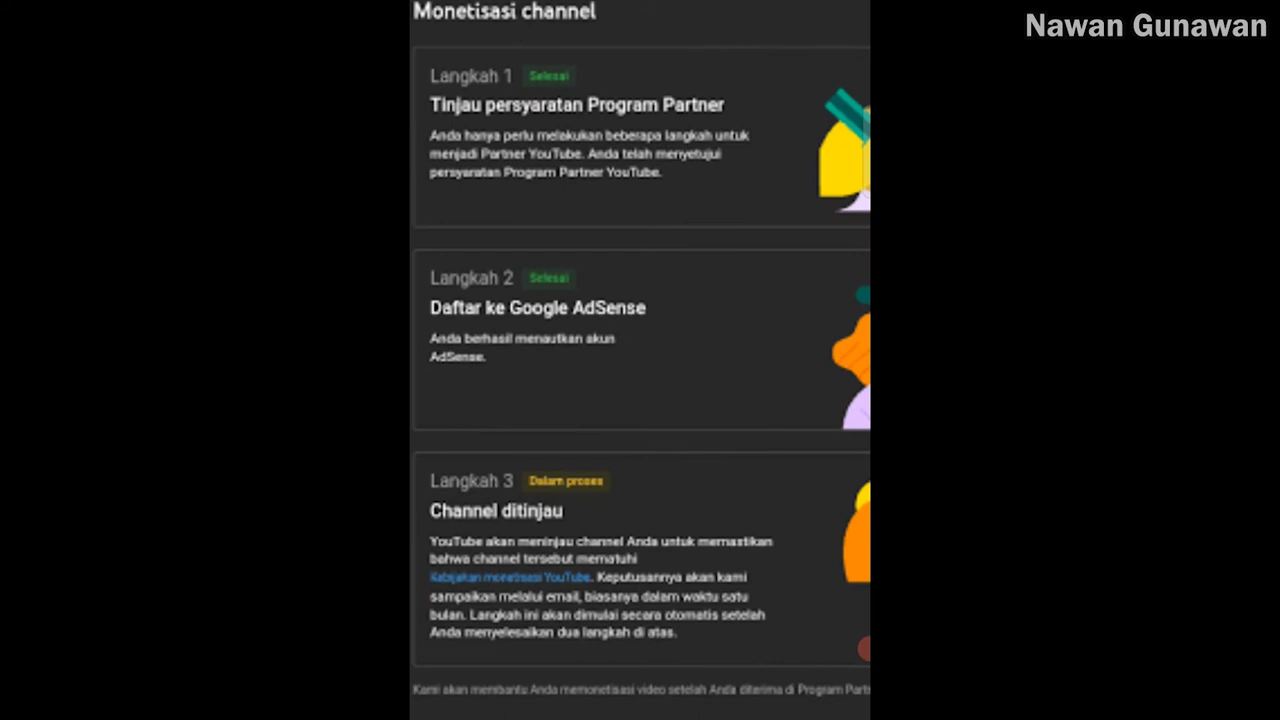 Monetisasi channel
Nawan Gunawan
Langkah 1 Selesai
Tinjau persyaratan Program Partner
Anda hanya perlu melakukan beberapa langkah untuk
menjadi Partner YouTube. Anda telah menyetujui
persyaratan Program Partner YouTube.
Langkah 2 Selesai
Daftar ke Google AdSense
Anda berhasil menautkan akun
AdSense.
Langkah 3 Dalam proses
Channel ditinjau
YouTube akan meninjau channel Anda untuk memastikan
bahwa channel tersebut mematuhi
Kebijakan monetisasi YouTube. Keputusannya akan kami
sampaikan melalui email, biasanya dalam waktu satu
bulan. Langkah ini akan dimulai secara otomatis setelah
Anda menyelesaikan dua langkah di atas.
Kami akan membantu Anda memonetisasi video setelah Anda diterima di Program Partn